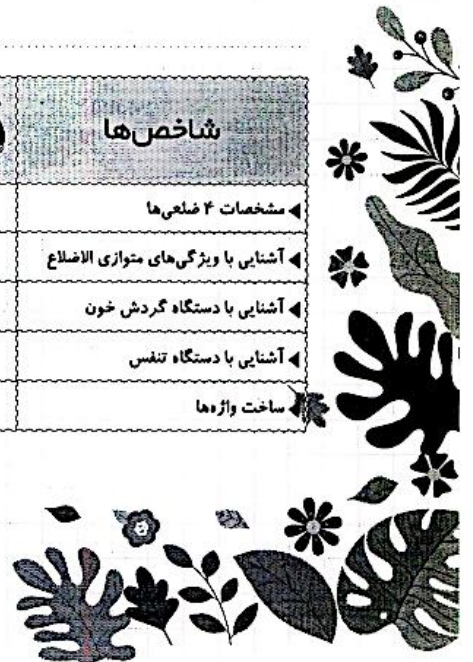 شاخص‌ها
مشخصات ۴ ضلعی‌ها
آشنایی با ویژگی‌های متوازی الاضلاع
آشنایی با دستگاه گردش خون
آشنایی با دستگاه تنفس
ساخت واژه‌ها